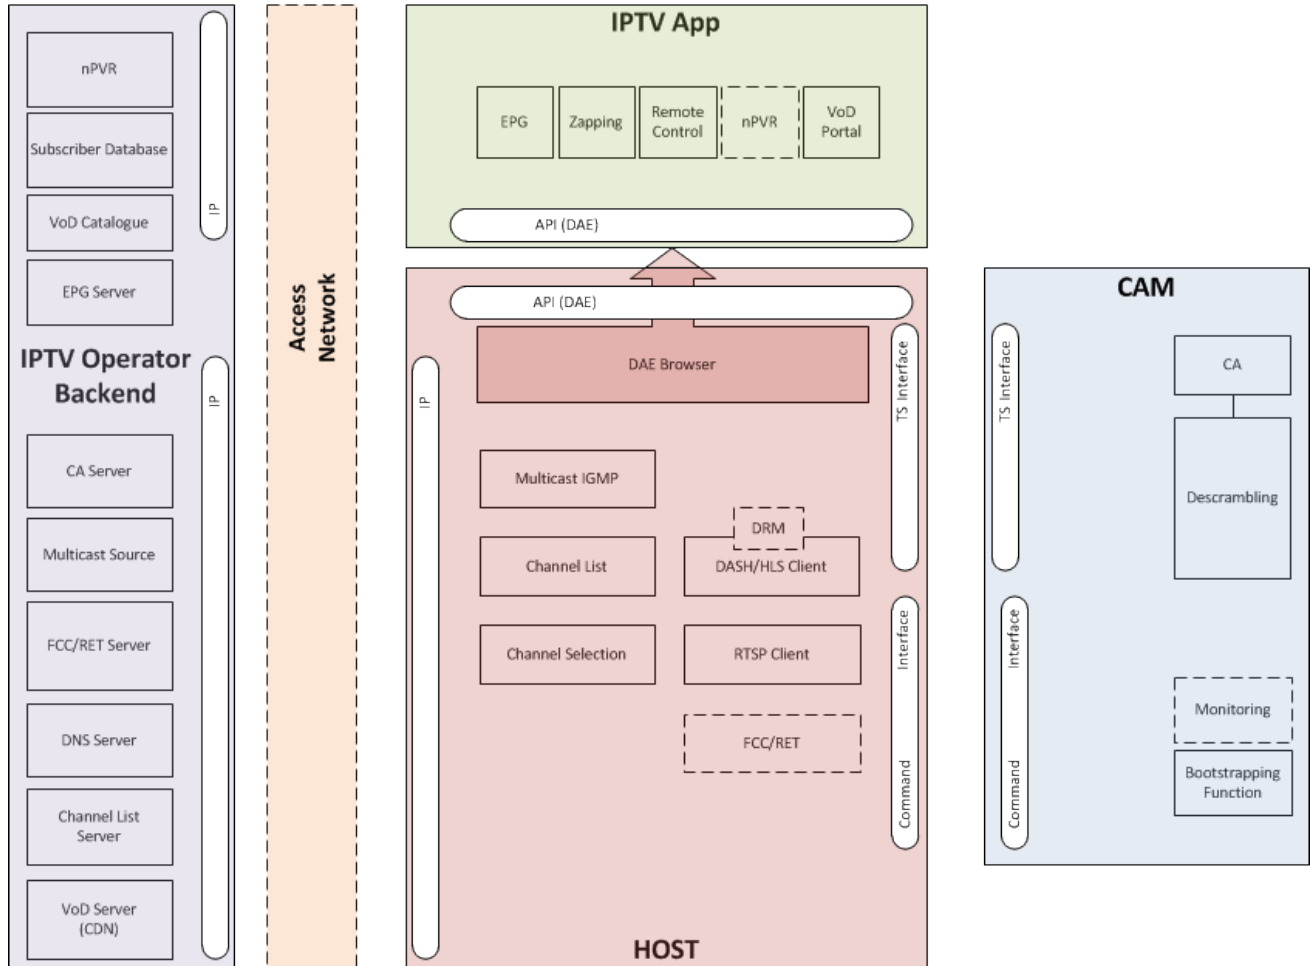 nPVR
Subscriber Database
VoD Catalogue
EPG Server
IP
IPTV Operator
Backend
IP
CA Server
Multicast Source
FCC/RET Server
DNS Server
Channel List
Server
VoD Server
(CDN)
Access
Network
IPTV App
EPG
Zapping
Remote
Control
nPVR
VoD
Portal
API (DAE)
API (DAE)
DAE Browser
IP
TS Interface
Multicast IGMP
DRM
Channel List
DASH/HLS Client
Channel Selection
RTSP Client
FCC/RET
Command Interface
HOST
CAM
TS Interface
CA
Descrambling
Command Interface
Monitoring
Bootstrapping
Function